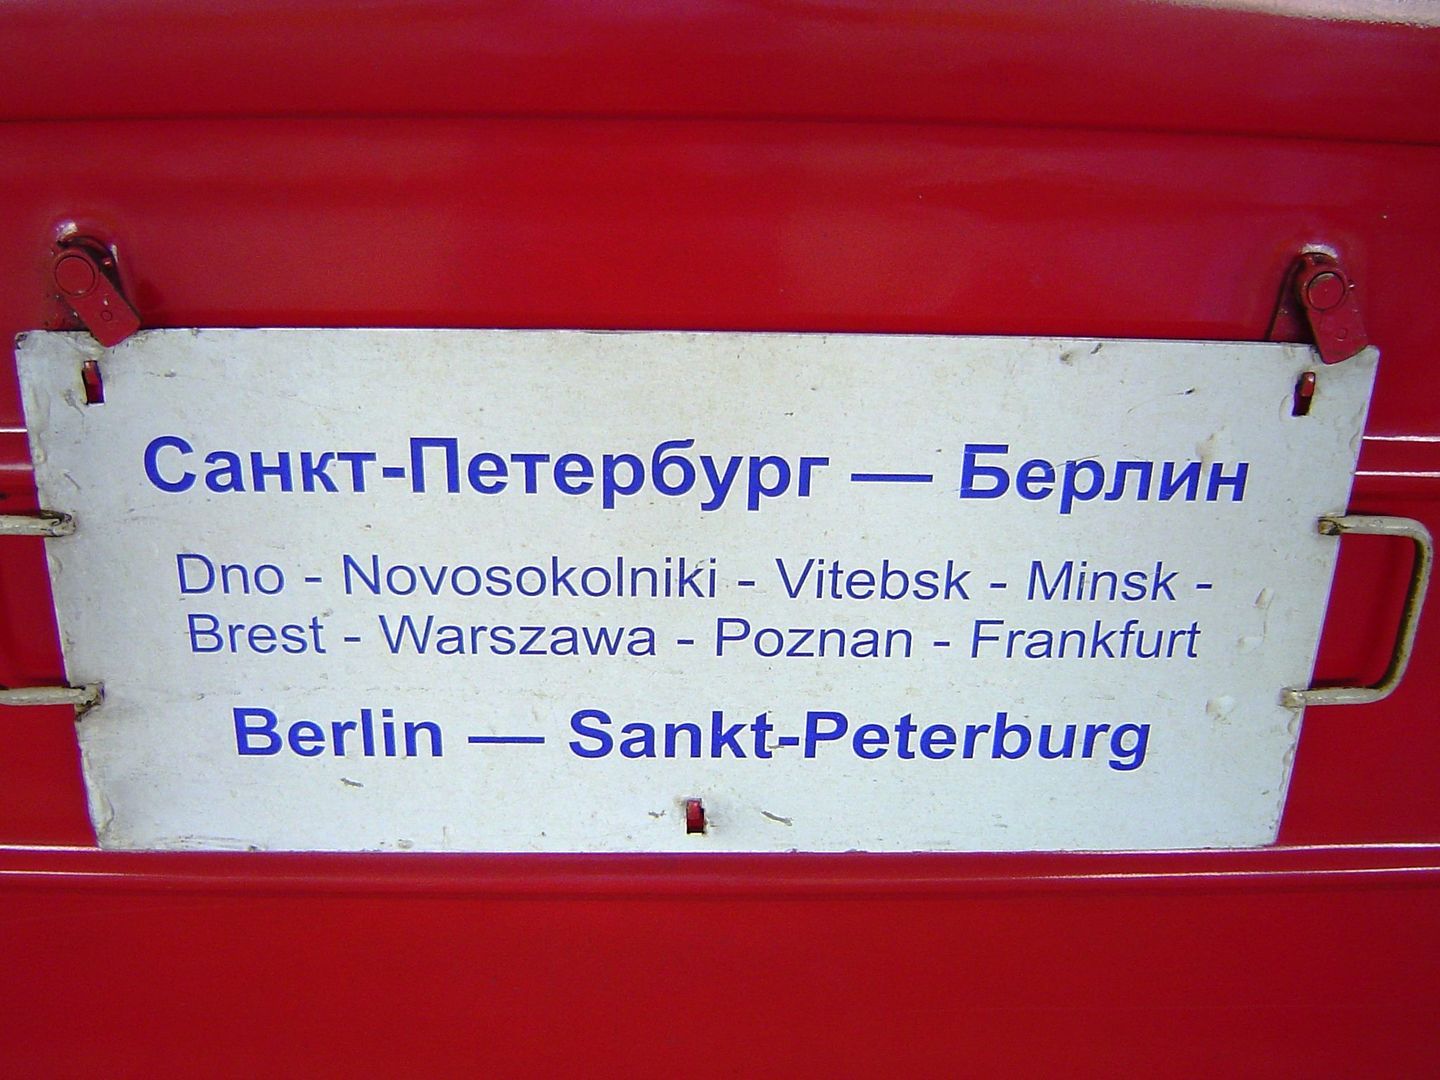 Санкт-Петербург — Берлин
Dno - Novosokolniki - Vitebsk - Minsk -
Brest - Warszawa - Poznan - Frankfurt
Berlin — Sankt-Peterburg